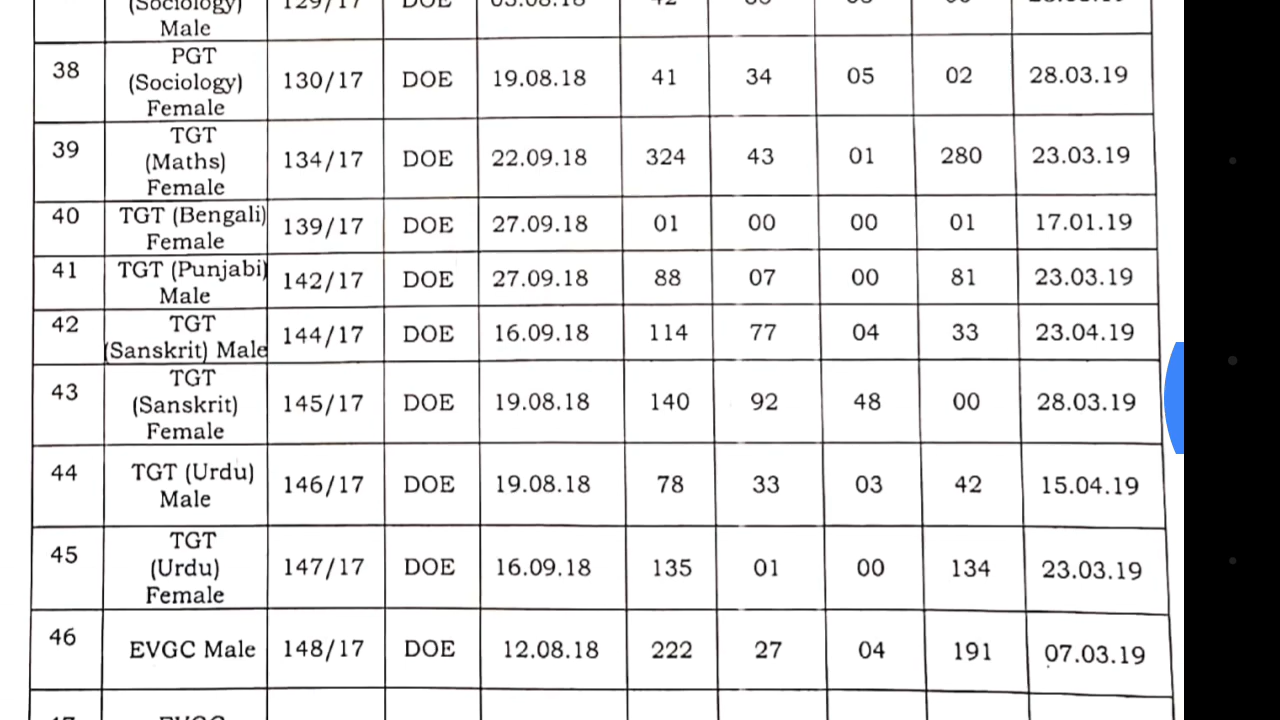 (Sociology) 129/17 DOE
Male
38 PGT (Sociology) Female 130/17 DOE 19.08.18 41 34 05 02 28.03.19
39 TGT (Maths) Female 134/17 DOE 22.09.18 324 43 01 280 23.03.19
40 TGT (Bengali) Female 139/17 DOE 27.09.18 01 00 00 01 17.01.19
41 TGT (Punjabi) Male 142/17 DOE 27.09.18 88 07 00 81 23.03.19
42 TGT (Sanskrit) Male 144/17 DOE 16.09.18 114 77 04 33 23.04.19
43 TGT (Sanskrit) Female 145/17 DOE 19.08.18 140 92 48 00 28.03.19
44 TGT (Urdu) Male 146/17 DOE 19.08.18 78 33 03 42 15.04.19
45 TGT (Urdu) Female 147/17 DOE 16.09.18 135 01 00 134 23.03.19
46 EVGC Male 148/17 DOE 12.08.18 222 27 04 191 07.03.19